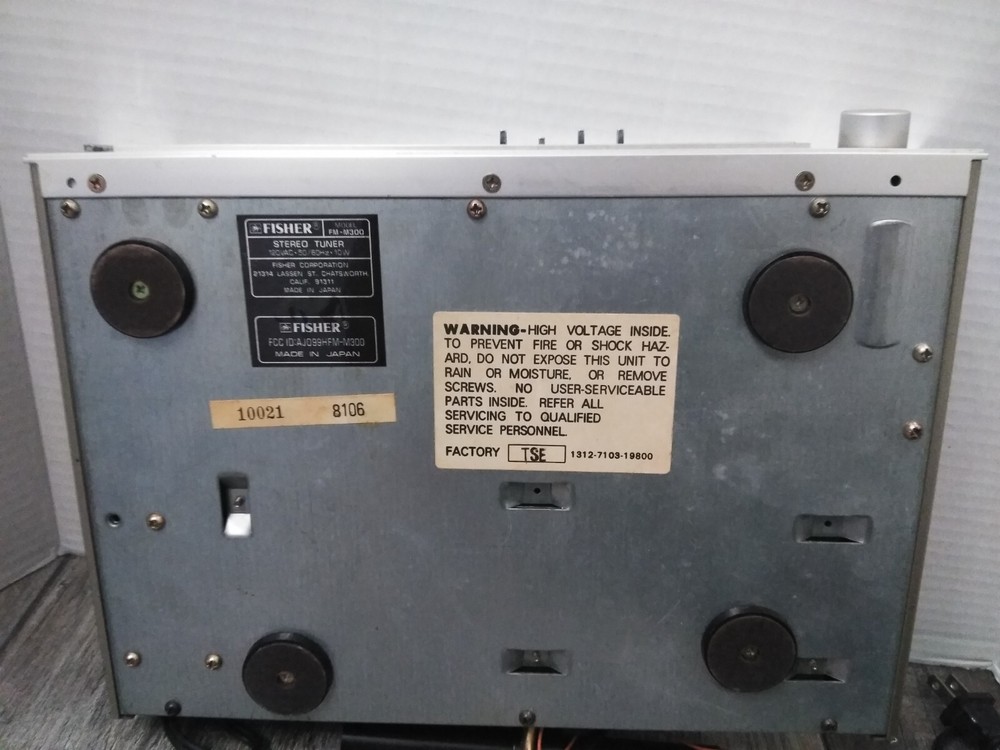 FISHER®
MODEL
FM-M300
STEREO TUNER
120VAC • 50/60Hz • 10W
FISHER CORPORATION
21314 LASSEN ST. CHATSWORTH
CALIF. 91311
MADE IN JAPAN
FISHER®
FCC ID:AJO99HFM-M300
MADE IN JAPAN
10021 8106
WARNING-HIGH VOLTAGE INSIDE.
TO PREVENT FIRE OR SHOCK HAZ-
ARD, DO NOT EXPOSE THIS UNIT TO
RAIN OR MOISTURE, OR REMOVE
SCREWS. NO USER-SERVICEABLE
PARTS INSIDE. REFER ALL
SERVICING TO QUALIFIED
SERVICE PERSONNEL.
FACTORY TSE 1312-7103-19800